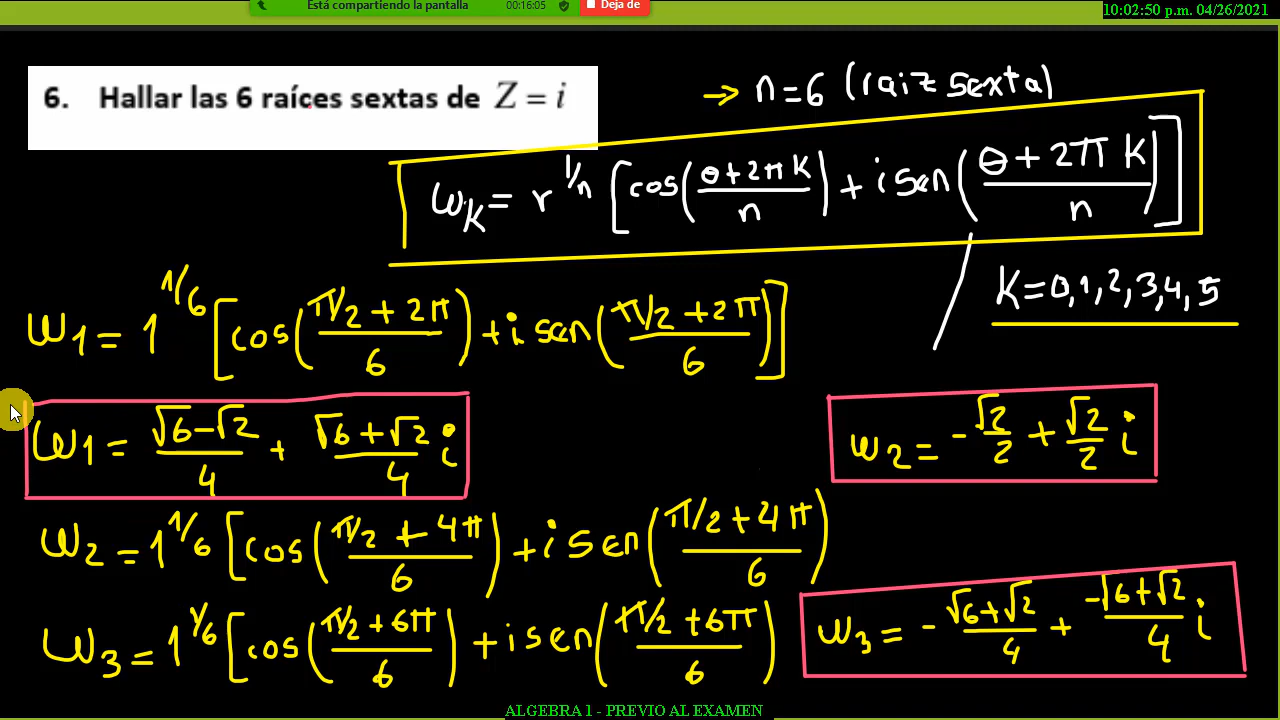 Está compartiendo la pantalla 00:16:05 Deja de
10:02:50 p.m. 04/26/2021
6. Hallar las 6 raíces sextas de Z = i
→ n=6 (raiz sexta)
ωK = r^1/n [cos((θ+2πK)/n) + i sen((θ+2πK)/n)]
K=0,1,2,3,4,5
ω1 = 1^1/6 [cos((π/2+2π)/6) + i sen((π/2+2π)/6)]
ω1 = (√6-√2)/4 + (√6+√2)/4 i
ω2 = -√2/2 + √2/2 i
ω2 = 1^1/6 [cos((π/2+4π)/6) + i sen((π/2+4π)/6)
ω3 = 1^1/6 [cos((π/2+6π)/6) + i sen((π/2+6π)/6)
ω3 = -(√6+√2)/4 + (-√6+√2)/4 i
ALGEBRA 1 - PREVIO AL EXAMEN